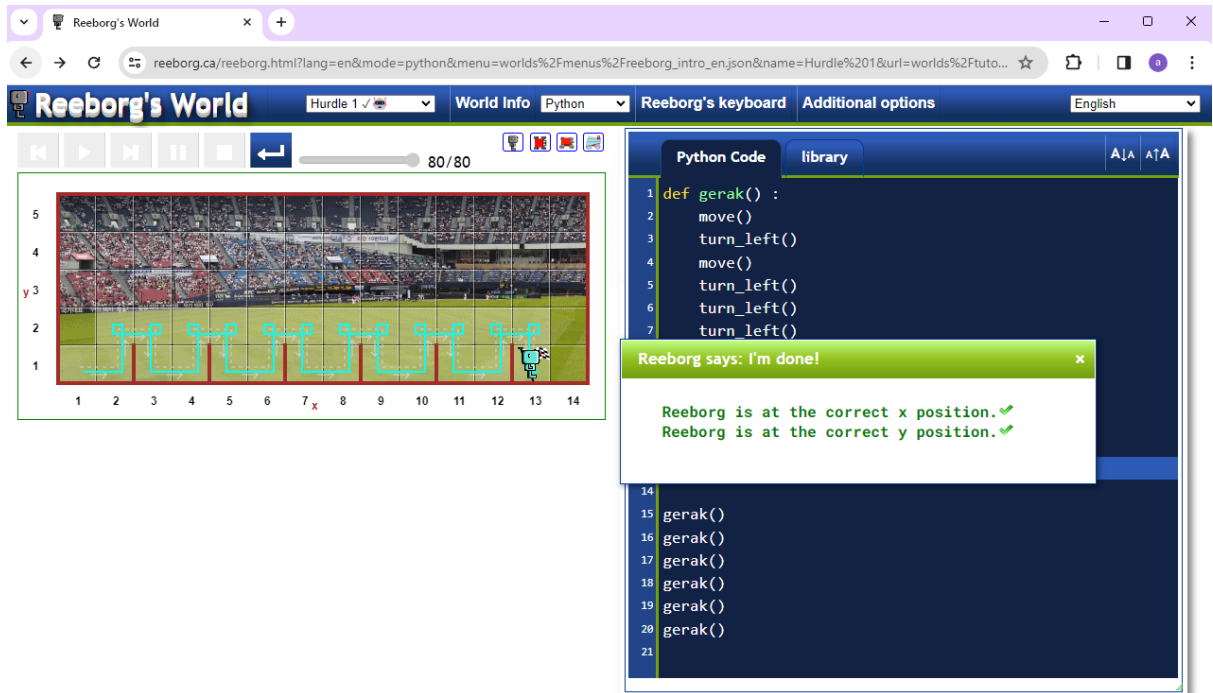 Reeborg's World
reeborg.ca/reeborg.html?lang=en&mode=python&menu=worlds%2Fmenus%2Freeborg_intro_en.json&name=Hurdle%201&url=worlds%2Ftuto...
a
Reeborg's World
Hurdle 1
World Info
Python
Reeborg's keyboard
Additional options
English
80/80
Python Code
library
A↓A A↑A
5
4
y 3
2
1
1 2 3 4 5 6 7 x 8 9 10 11 12 13 14
1 def gerak() :
2 move()
3 turn_left()
4 move()
5 turn_left()
6 turn_left()
7 turn_left()
Reeborg says: I'm done!
×
Reeborg is at the correct x position.
Reeborg is at the correct y position.
14
15 gerak()
16 gerak()
17 gerak()
18 gerak()
19 gerak()
20 gerak()
21